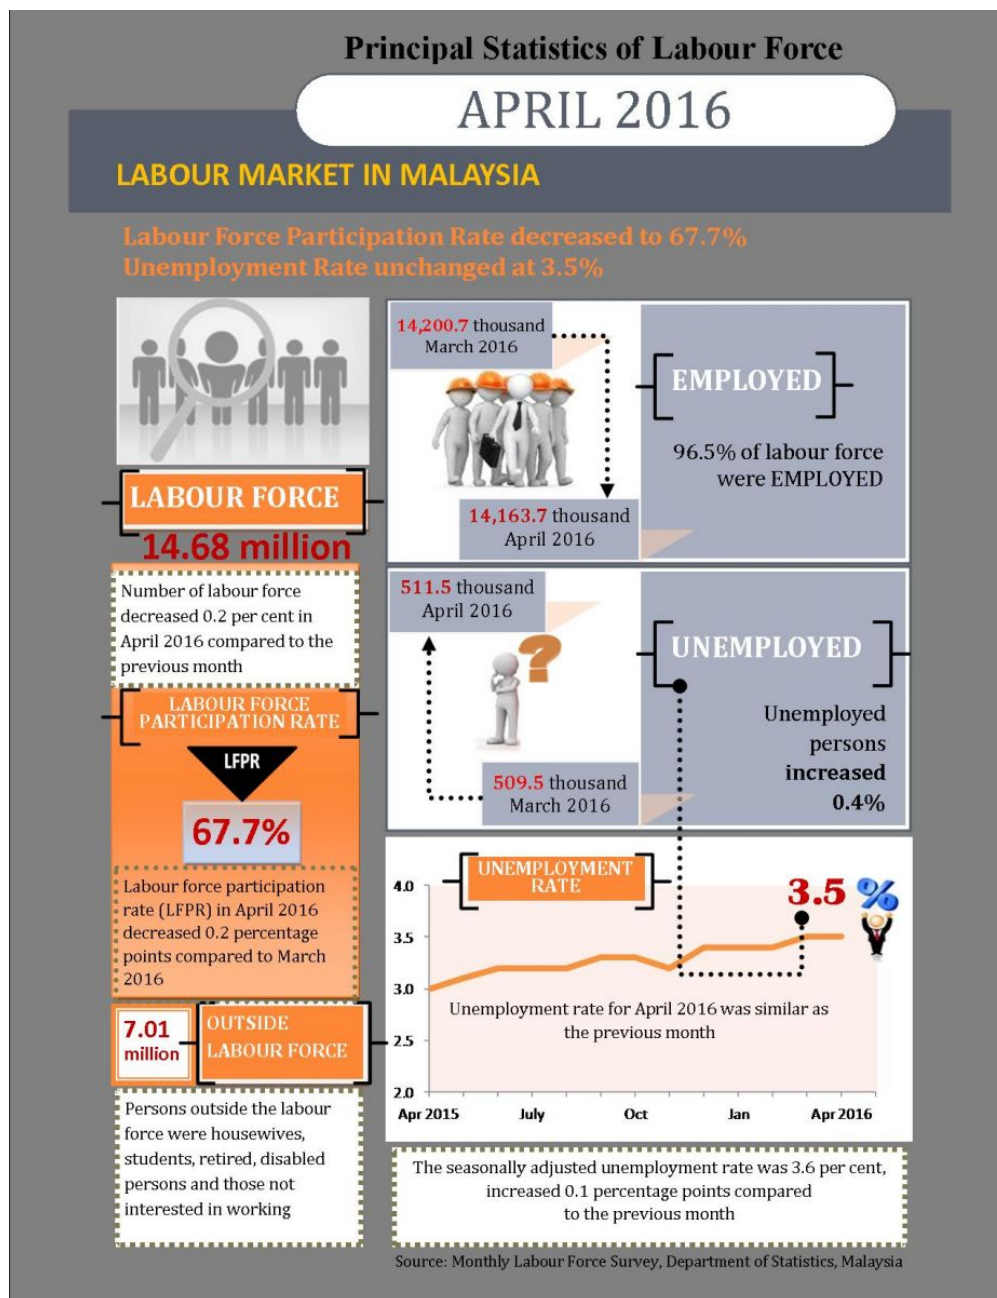 Principal Statistics of Labour Force
APRIL 2016
LABOUR MARKET IN MALAYSIA
Labour Force Participation Rate decreased to 67.7%
Unemployment Rate unchanged at 3.5%
LABOUR FORCE
14.68 million
Number of labour force
decreased 0.2 per cent in
April 2016 compared to the
previous month
LABOUR FORCE
PARTICIPATION RATE
LFPR
67.7%
Labour force participation
rate (LFPR) in April 2016
decreased 0.2 percentage
points compared to March
2016
7.01
million
OUTSIDE
LABOUR FORCE
Persons outside the labour
force were housewives,
students, retired, disabled
persons and those not
interested in working
14,200.7 thousand
March 2016
EMPLOYED
96.5% of labour force
were EMPLOYED
14,163.7 thousand
April 2016
511.5 thousand
April 2016
?
UNEMPLOYED
Unemployed
persons
increased
0.4%
509.5 thousand
March 2016
UNEMPLOYMENT
RATE
3.5 %
4.0
3.5
3.0
2.5
2.0
Unemployment rate for April 2016 was similar as
the previous month
Apr 2015 July Oct Jan Apr 2016
The seasonally adjusted unemployment rate was 3.6 per cent,
increased 0.1 percentage points compared
to the previous month
Source: Monthly Labour Force Survey, Department of Statistics, Malaysia